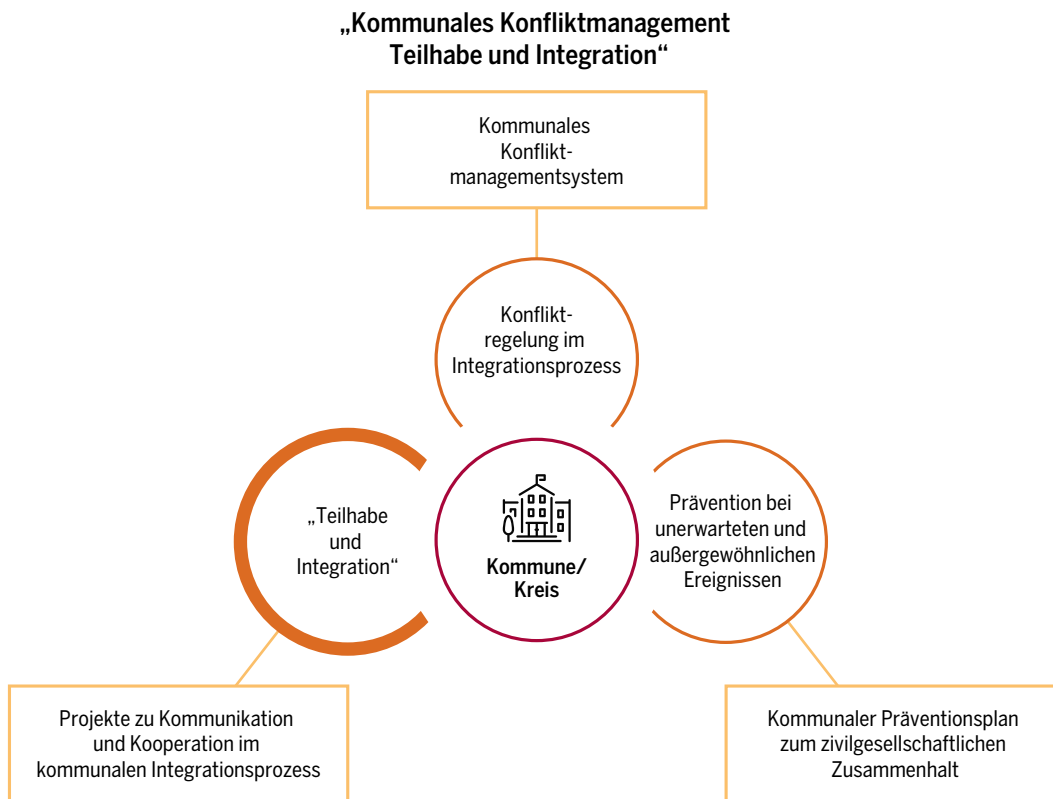 „Kommunales Konfliktmanagement
Teilhabe und Integration“
Kommunales
Konflikt-
managementsystem
Konflikt-
regelung im
Integrationsprozess
„Teilhabe
und
Integration“
Kommune/
Kreis
Prävention bei
unerwarteten und
außergewöhnlichen
Ereignissen
Projekte zu Kommunikation
und Kooperation im
kommunalen Integrationsprozess
Kommunaler Präventionsplan
zum zivilgesellschaftlichen
Zusammenhalt